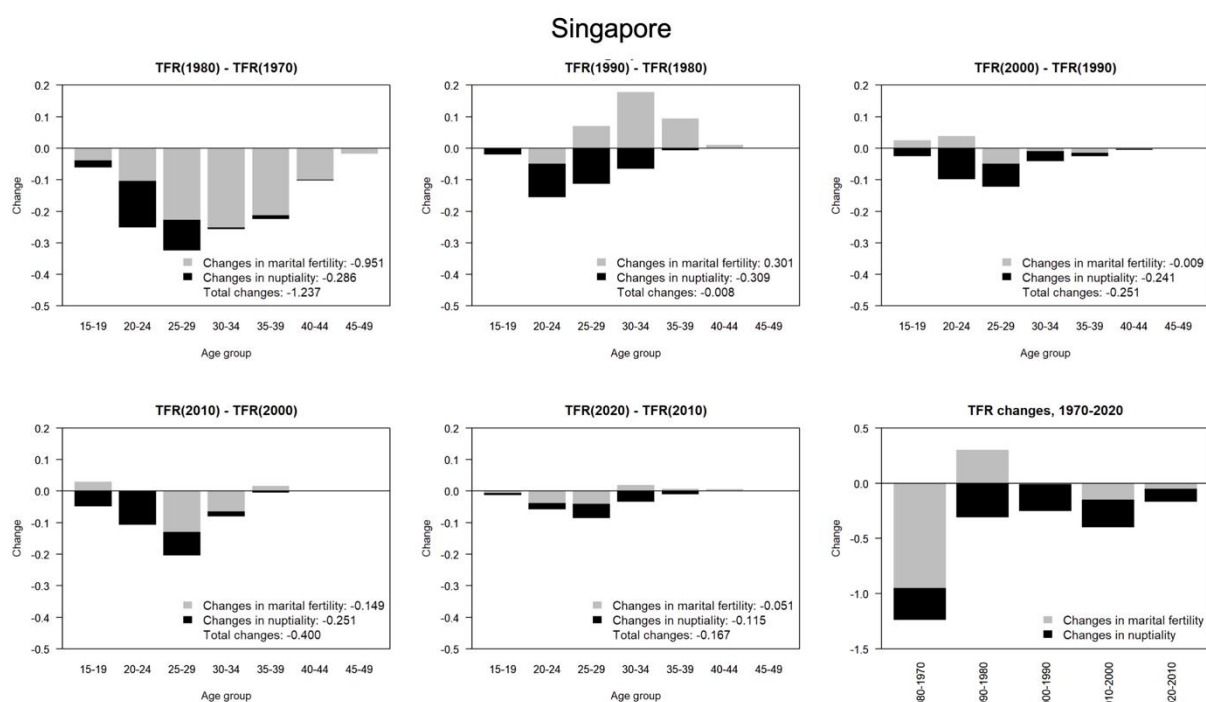 Singapore
TFR(1980) - TFR(1970)
0.2
0.1
0.0
-0.1
-0.2
-0.3
-0.4
-0.5
Change
Changes in marital fertility: -0.951
Changes in nuptiality: -0.286
Total changes: -1.237
15-19 20-24 25-29 30-34 35-39 40-44 45-49
Age group
TFR(1990) - TFR(1980)
0.2
0.1
0.0
-0.1
-0.2
-0.3
-0.4
-0.5
Change
Changes in marital fertility: 0.301
Changes in nuptiality: -0.309
Total changes: -0.008
15-19 20-24 25-29 30-34 35-39 40-44 45-49
Age group
TFR(2000) - TFR(1990)
0.2
0.1
0.0
-0.1
-0.2
-0.3
-0.4
-0.5
Change
Changes in marital fertility: -0.009
Changes in nuptiality: -0.241
Total changes: -0.251
15-19 20-24 25-29 30-34 35-39 40-44 45-49
Age group
TFR(2010) - TFR(2000)
0.2
0.1
0.0
-0.1
-0.2
-0.3
-0.4
-0.5
Change
Changes in marital fertility: -0.149
Changes in nuptiality: -0.251
Total changes: -0.400
15-19 20-24 25-29 30-34 35-39 40-44 45-49
Age group
TFR(2020) - TFR(2010)
0.2
0.1
0.0
-0.1
-0.2
-0.3
-0.4
-0.5
Change
Changes in marital fertility: -0.051
Changes in nuptiality: -0.115
Total changes: -0.167
15-19 20-24 25-29 30-34 35-39 40-44 45-49
Age group
TFR changes, 1970-2020
0.5
0.0
-0.5
-1.0
-1.5
Change
Changes in marital fertility
Changes in nuptiality
80-1970
90-1980
00-1990
10-2000
20-2010